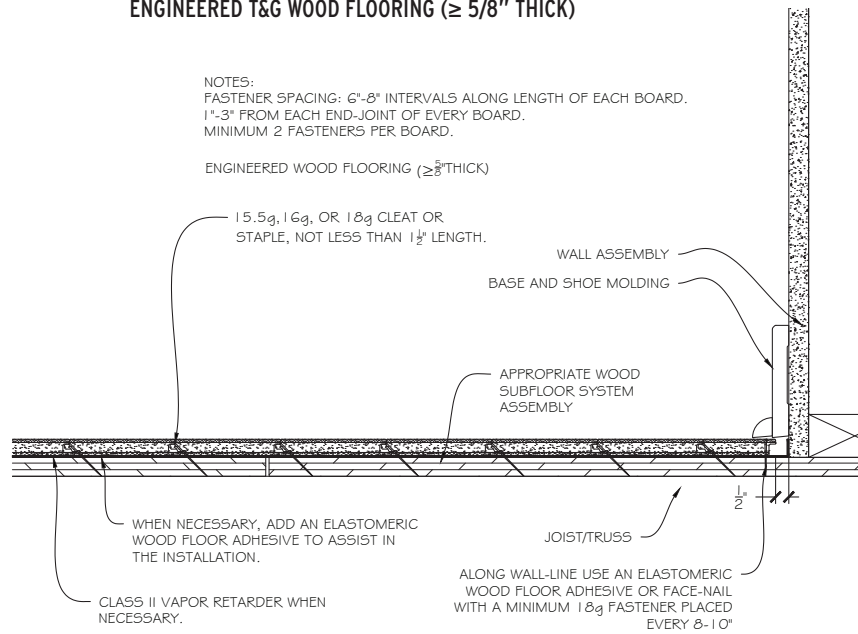 ENGINEERED T&G WOOD FLOORING (≥ 5/8" THICK)
NOTES:
FASTENER SPACING: 6"-8" INTERVALS ALONG LENGTH OF EACH BOARD.
1"-3" FROM EACH END-JOINT OF EVERY BOARD.
MINIMUM 2 FASTENERS PER BOARD.
ENGINEERED WOOD FLOORING (≥5/8"THICK)
15.5g, 16g, OR 18g CLEAT OR
STAPLE, NOT LESS THAN 1 1/2" LENGTH.
WALL ASSEMBLY
BASE AND SHOE MOLDING
APPROPRIATE WOOD
SUBFLOOR SYSTEM
ASSEMBLY
1/2"
WHEN NECESSARY, ADD AN ELASTOMERIC
WOOD FLOOR ADHESIVE TO ASSIST IN
THE INSTALLATION.
JOIST/TRUSS
CLASS II VAPOR RETARDER WHEN
NECESSARY.
ALONG WALL-LINE USE AN ELASTOMERIC
WOOD FLOOR ADHESIVE OR FACE-NAIL
WITH A MINIMUM 18g FASTENER PLACED
EVERY 8-10"